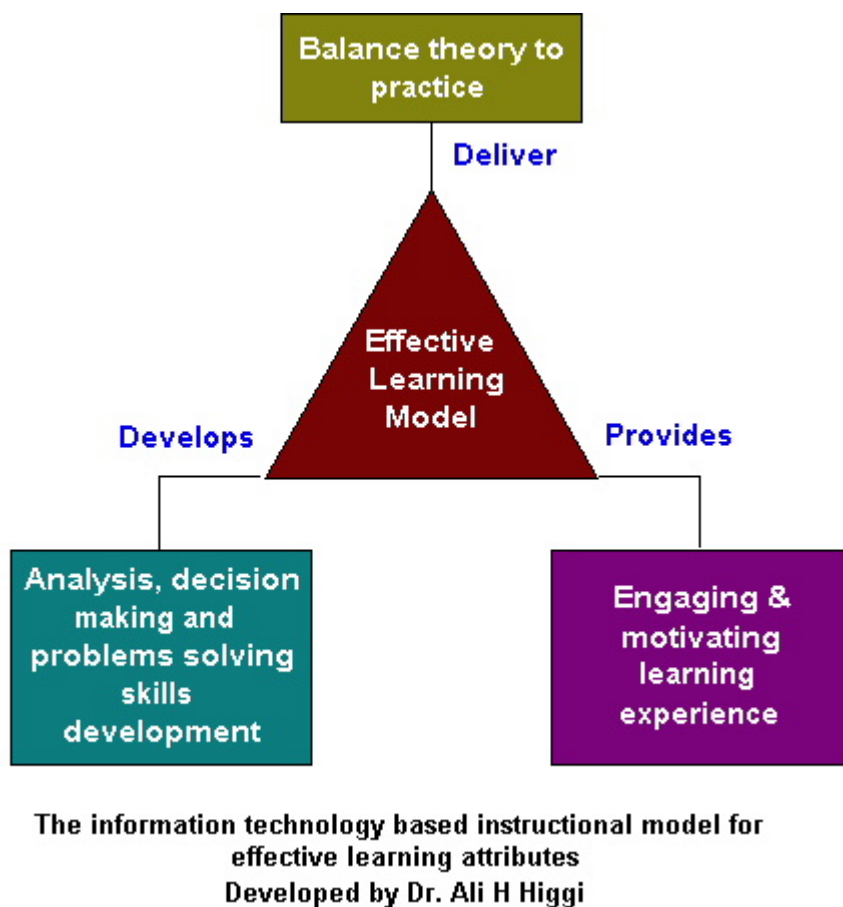 Balance theory to
practice
Deliver
Effective
Learning
Model
Develops
Provides
Analysis, decision
making and
problems solving
skills
development
Engaging &
motivating
learning
experience
The information technology based instructional model for
effective learning attributes
Developed by Dr. Ali H Higgi